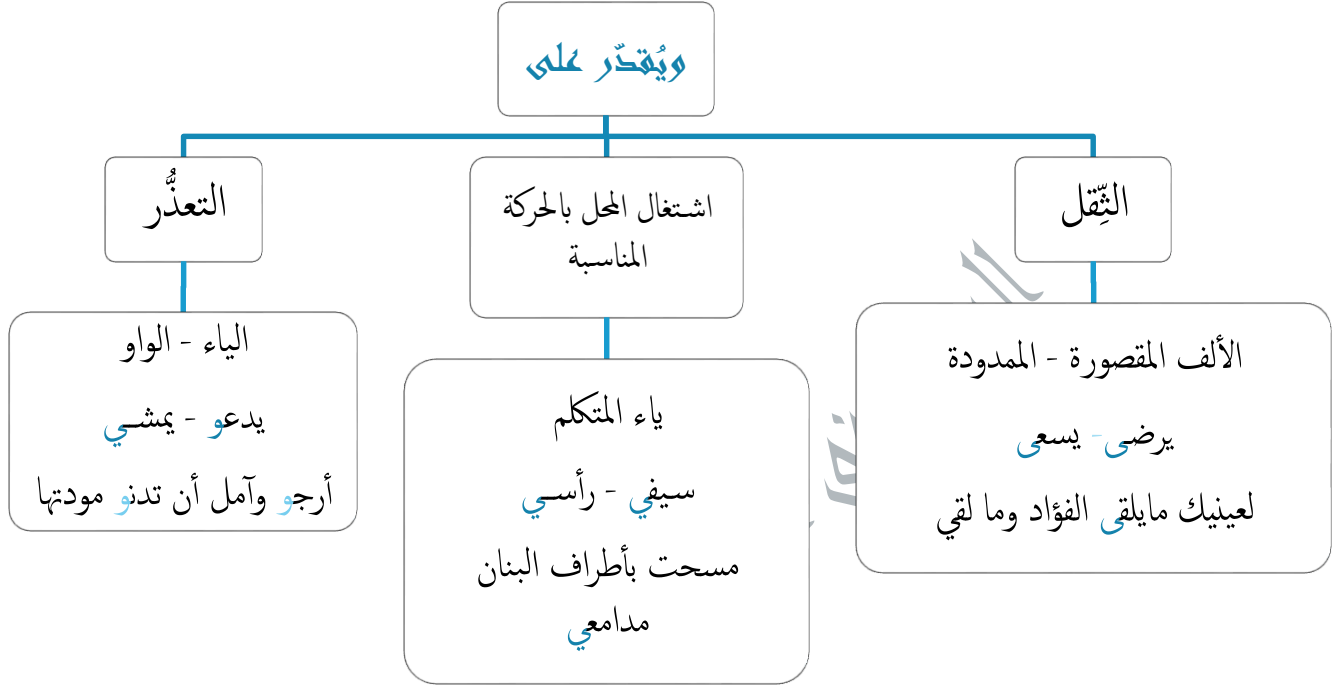 ويُقدّر على
الثِّقل
اشتغال المحل بالحركة
المناسبة
التعذُّر
الألف المقصورة - الممدودة
يرضى- يسعى
لعينيك مايلقى الفؤاد وما لقي
ياء المتكلم
سيفي - رأسي
مسحت بأطراف البنان
مدامعي
الياء - الواو
يدعو - يمشي
أرجو وآمل أن تدنو مودتها